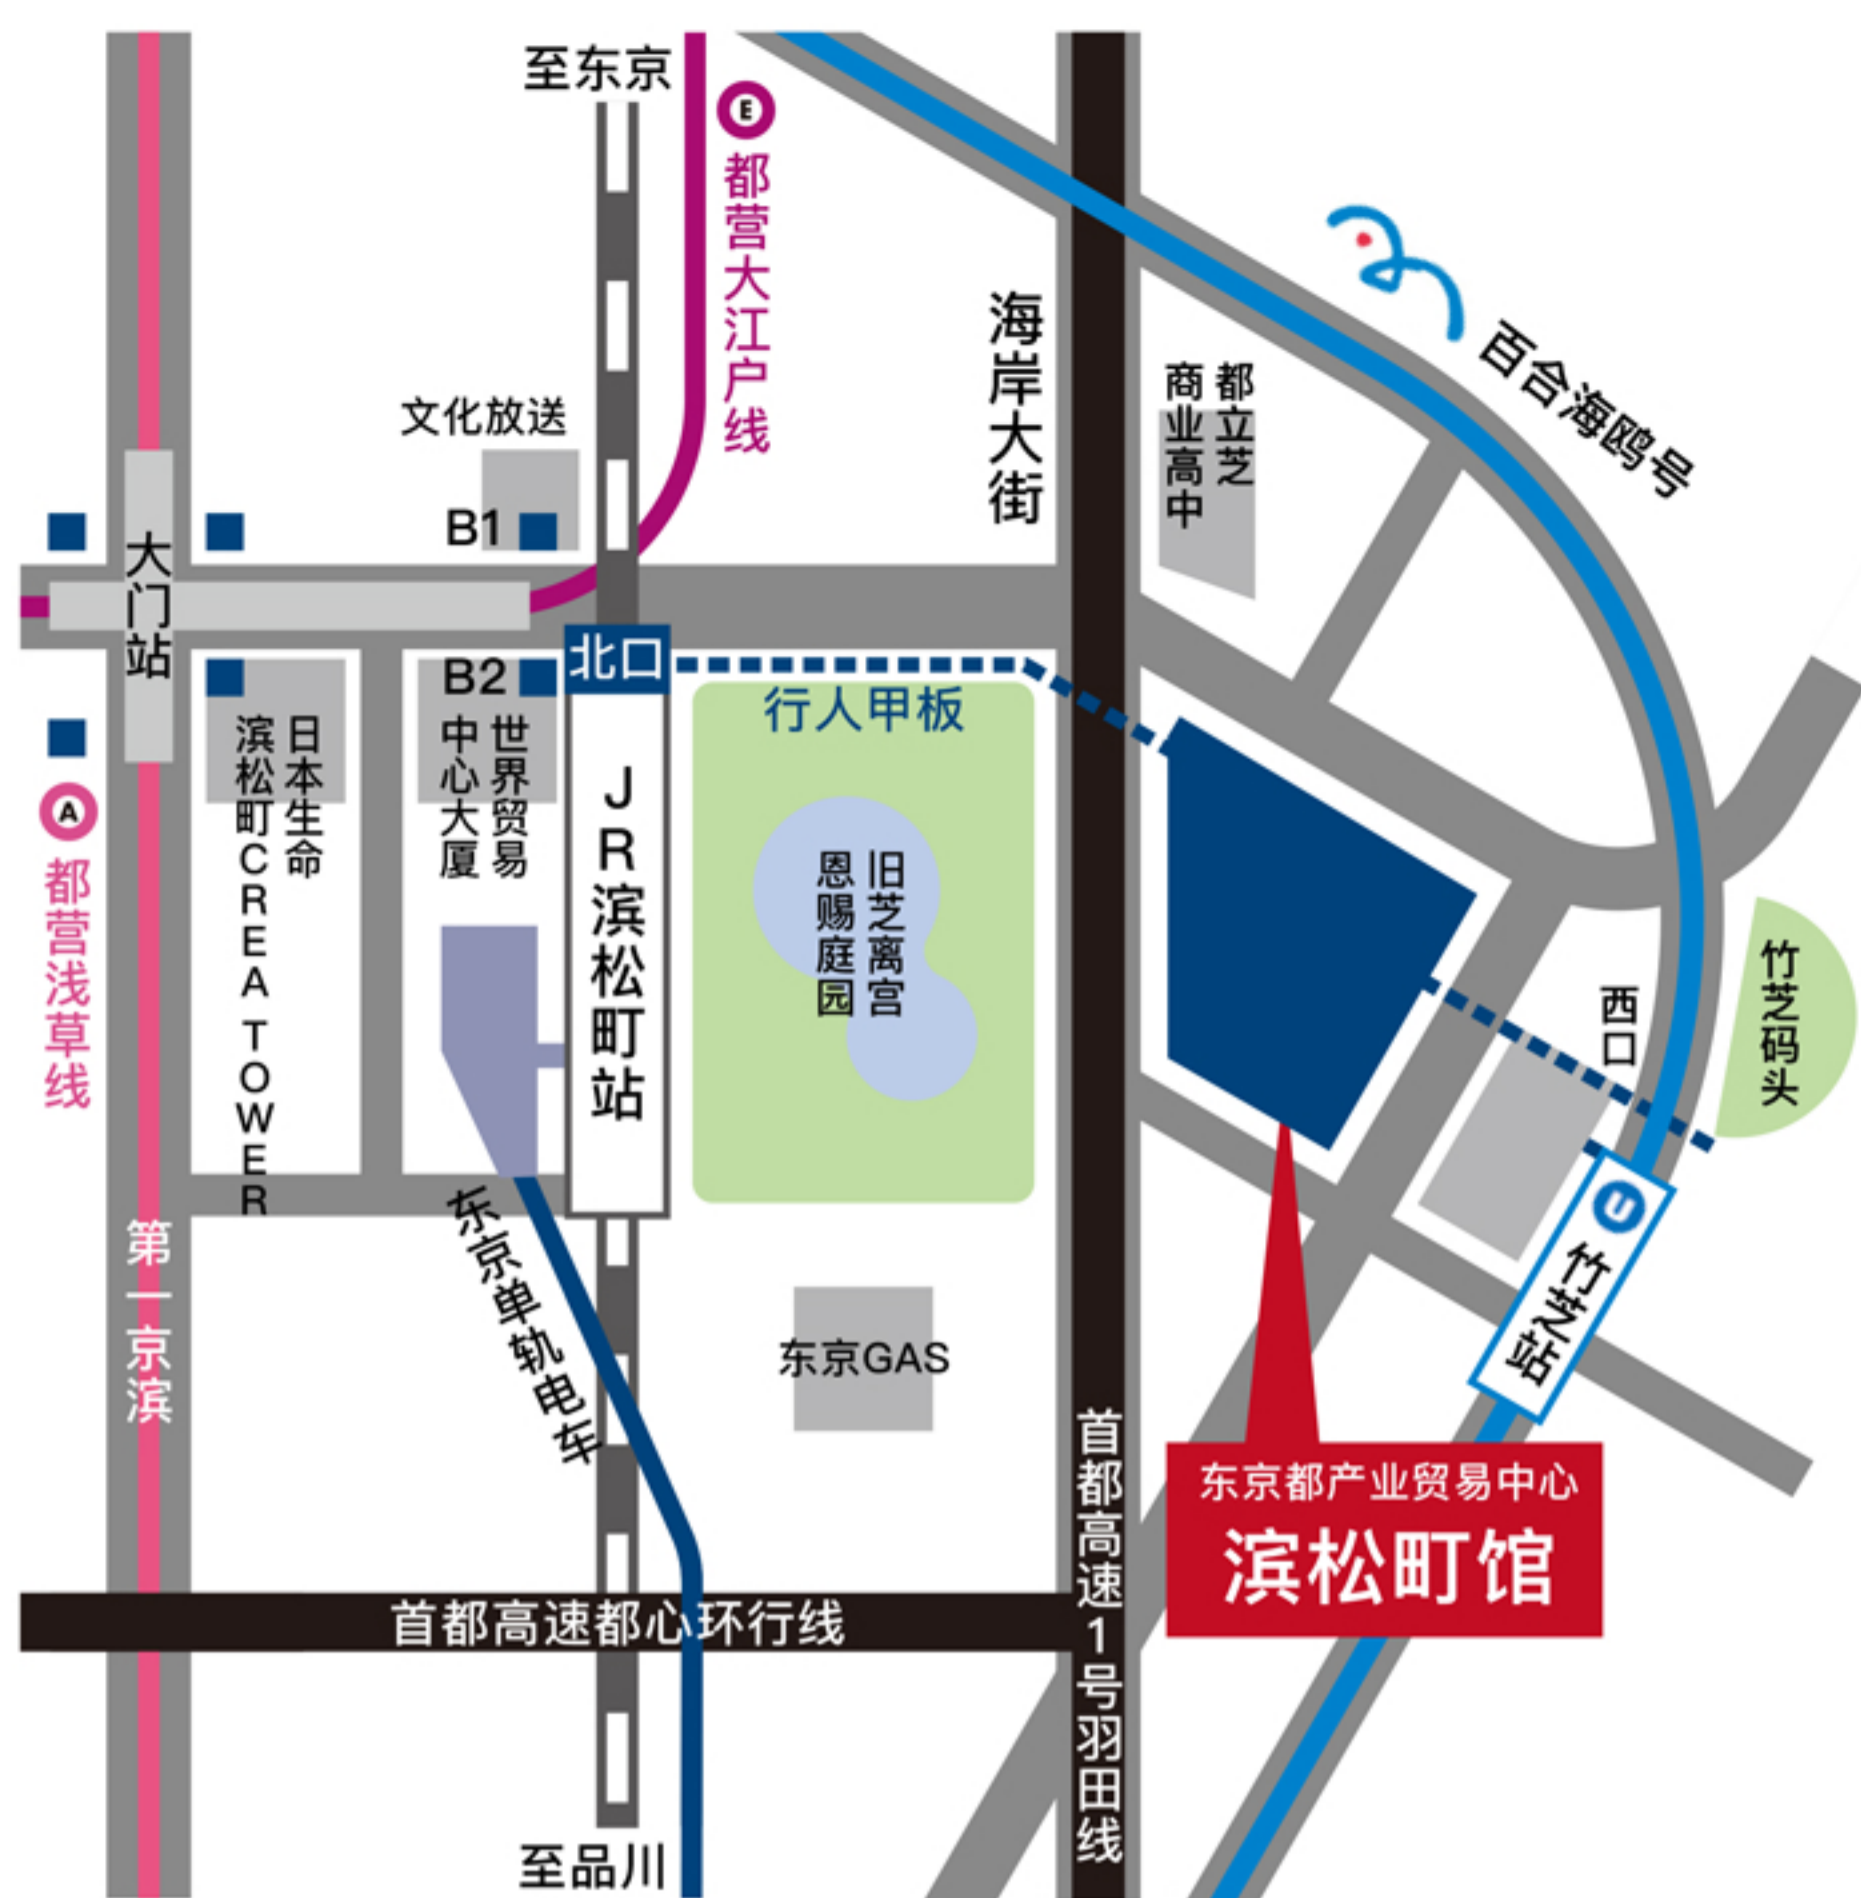 至东京
E
都营大江户线
百合海鸥号
海岸大街
都立芝
商业高中
文化放送
B1
大门站
B2
北口
行人甲板
日本生命
滨松町CREA TOWER
世界贸易
中心大厦
JR滨松町站
A
都营浅草线
旧芝离宫
恩赐庭园
西口
竹芝码头
U
竹芝站
东京单轨电车
第一京滨
东京GAS
首都高速1号羽田线
东京都产业贸易中心
滨松町馆
首都高速都心环行线
至品川